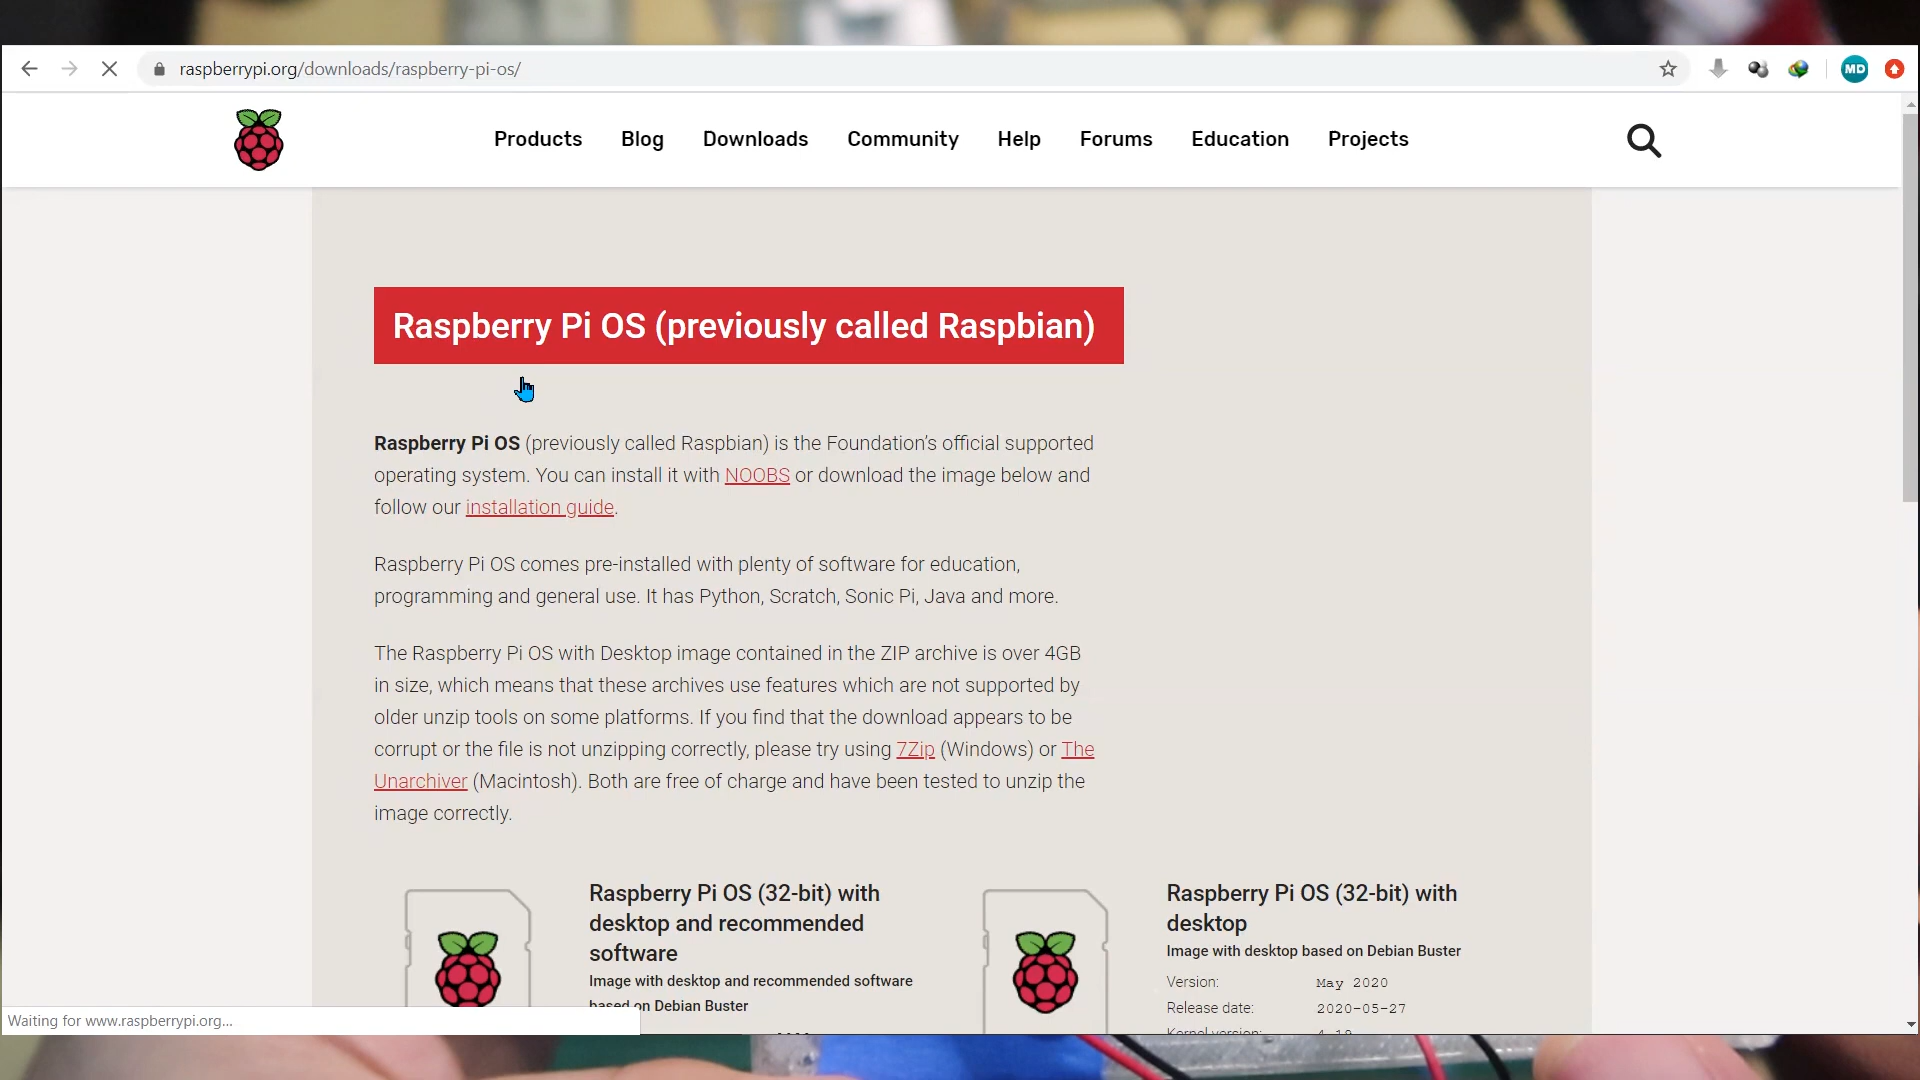 raspberrypi.org/downloads/raspberry-pi-os/
MD
Products Blog Downloads Community Help Forums Education Projects
Raspberry Pi OS (previously called Raspbian)
Raspberry Pi OS (previously called Raspbian) is the Foundation's official supported
operating system. You can install it with NOOBS or download the image below and
follow our installation guide.
Raspberry Pi OS comes pre-installed with plenty of software for education,
programming and general use. It has Python, Scratch, Sonic Pi, Java and more.
The Raspberry Pi OS with Desktop image contained in the ZIP archive is over 4GB
in size, which means that these archives use features which are not supported by
older unzip tools on some platforms. If you find that the download appears to be
corrupt or the file is not unzipping correctly, please try using 7Zip (Windows) or The
Unarchiver (Macintosh). Both are free of charge and have been tested to unzip the
image correctly.
Raspberry Pi OS (32-bit) with
desktop and recommended
software
Image with desktop and recommended software
based on Debian Buster
Raspberry Pi OS (32-bit) with
desktop
Image with desktop based on Debian Buster
Version: May 2020
Release date: 2020-05-27
Kernel version: 4.19
Waiting for www.raspberrypi.org...